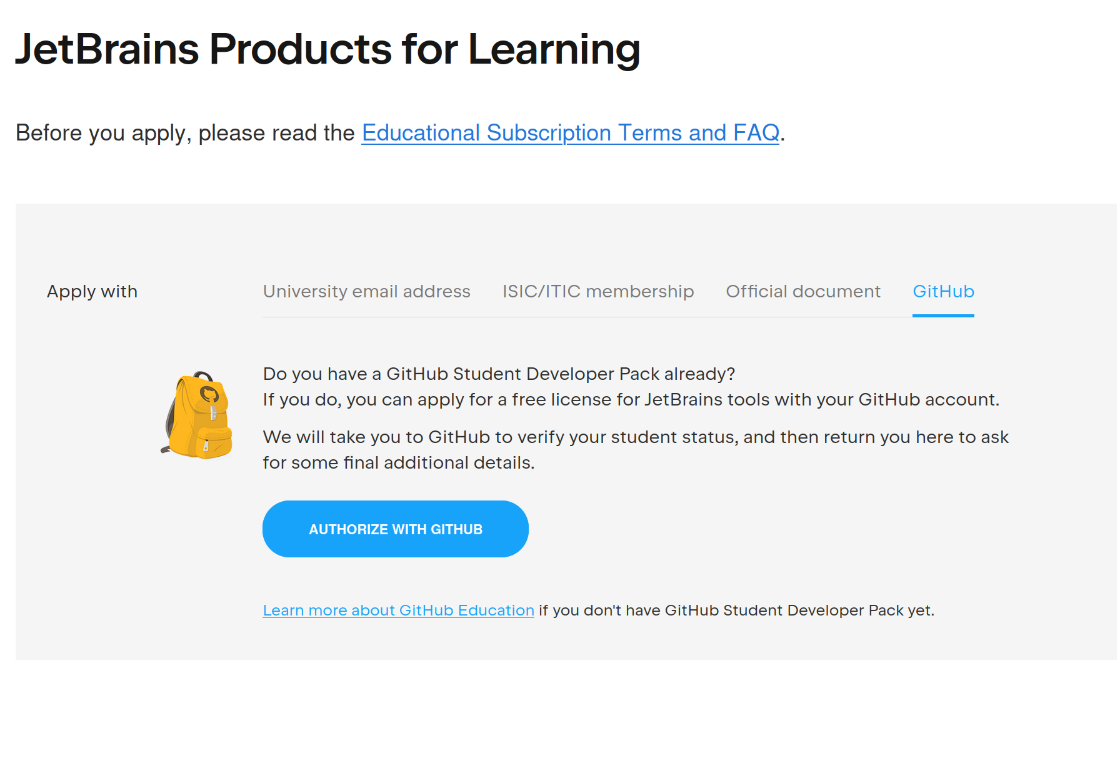 JetBrains Products for Learning
Before you apply, please read the Educational Subscription Terms and FAQ.
Apply with
University email address
ISIC/ITIC membership
Official document
GitHub
Do you have a GitHub Student Developer Pack already?
If you do, you can apply for a free license for JetBrains tools with your GitHub account.
We will take you to GitHub to verify your student status, and then return you here to ask
for some final additional details.
AUTHORIZE WITH GITHUB
Learn more about GitHub Education if you don't have GitHub Student Developer Pack yet.